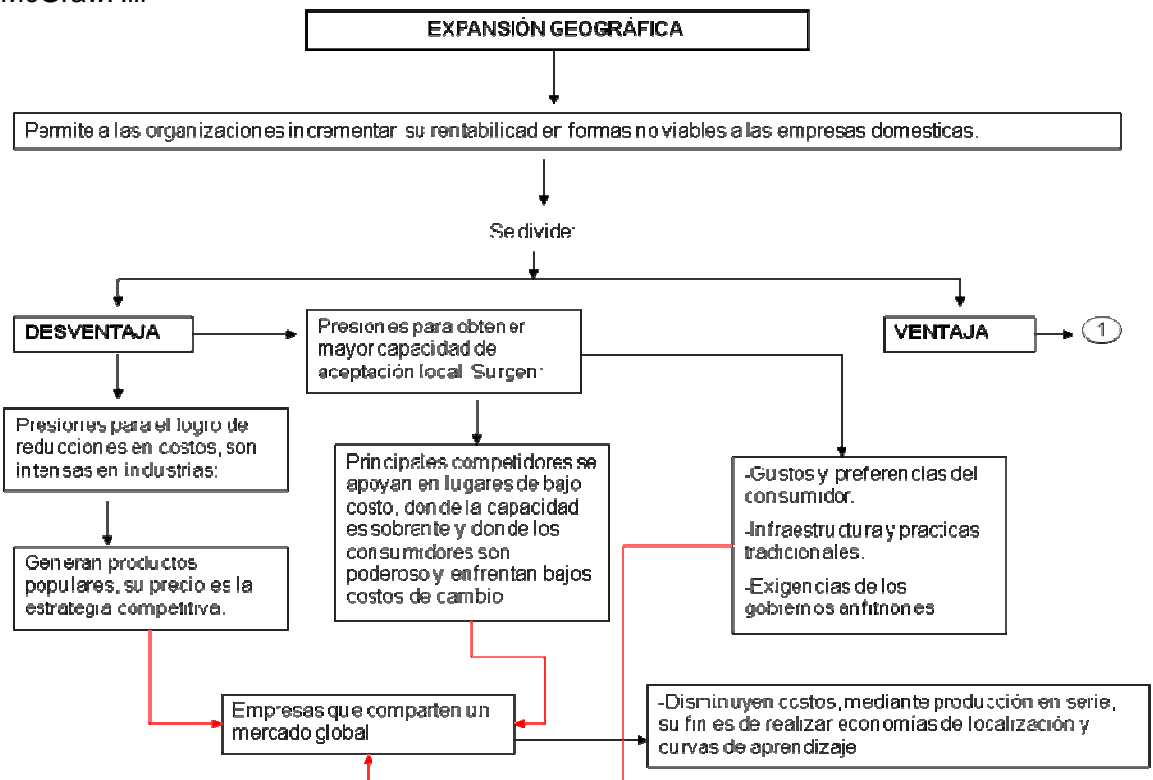 EXPANSIÓN GEOGRÁFICA
Permite a las organizaciones incrementar su rentabilidad en formas no viables a las empresas domesticas.
Se divide:
DESVENTAJA
Presiones para obtener
mayor capacidad de
aceptación local Surgen:
VENTAJA
1
Presiones para el logro de
reducciones en costos, son
intensas en industrias:
Principales competidores se
apoyan en lugares de bajo
costo, donde la capacidad
es sobrante y donde los
consumidores son
poderoso y enfrentan bajos
costos de cambio
-Gustos y preferencias del
consumidor.
-Infraestructura y practicas
tradicionales.
-Exigencias de los
gobiernos anfitriones
Generan productos
populares, su precio es la
estrategia competitiva.
Empresas que comparten un
mercado global
-Disminuyen costos, mediante producción en serie,
su fin es de realizar economías de localización y
curvas de aprendizaje